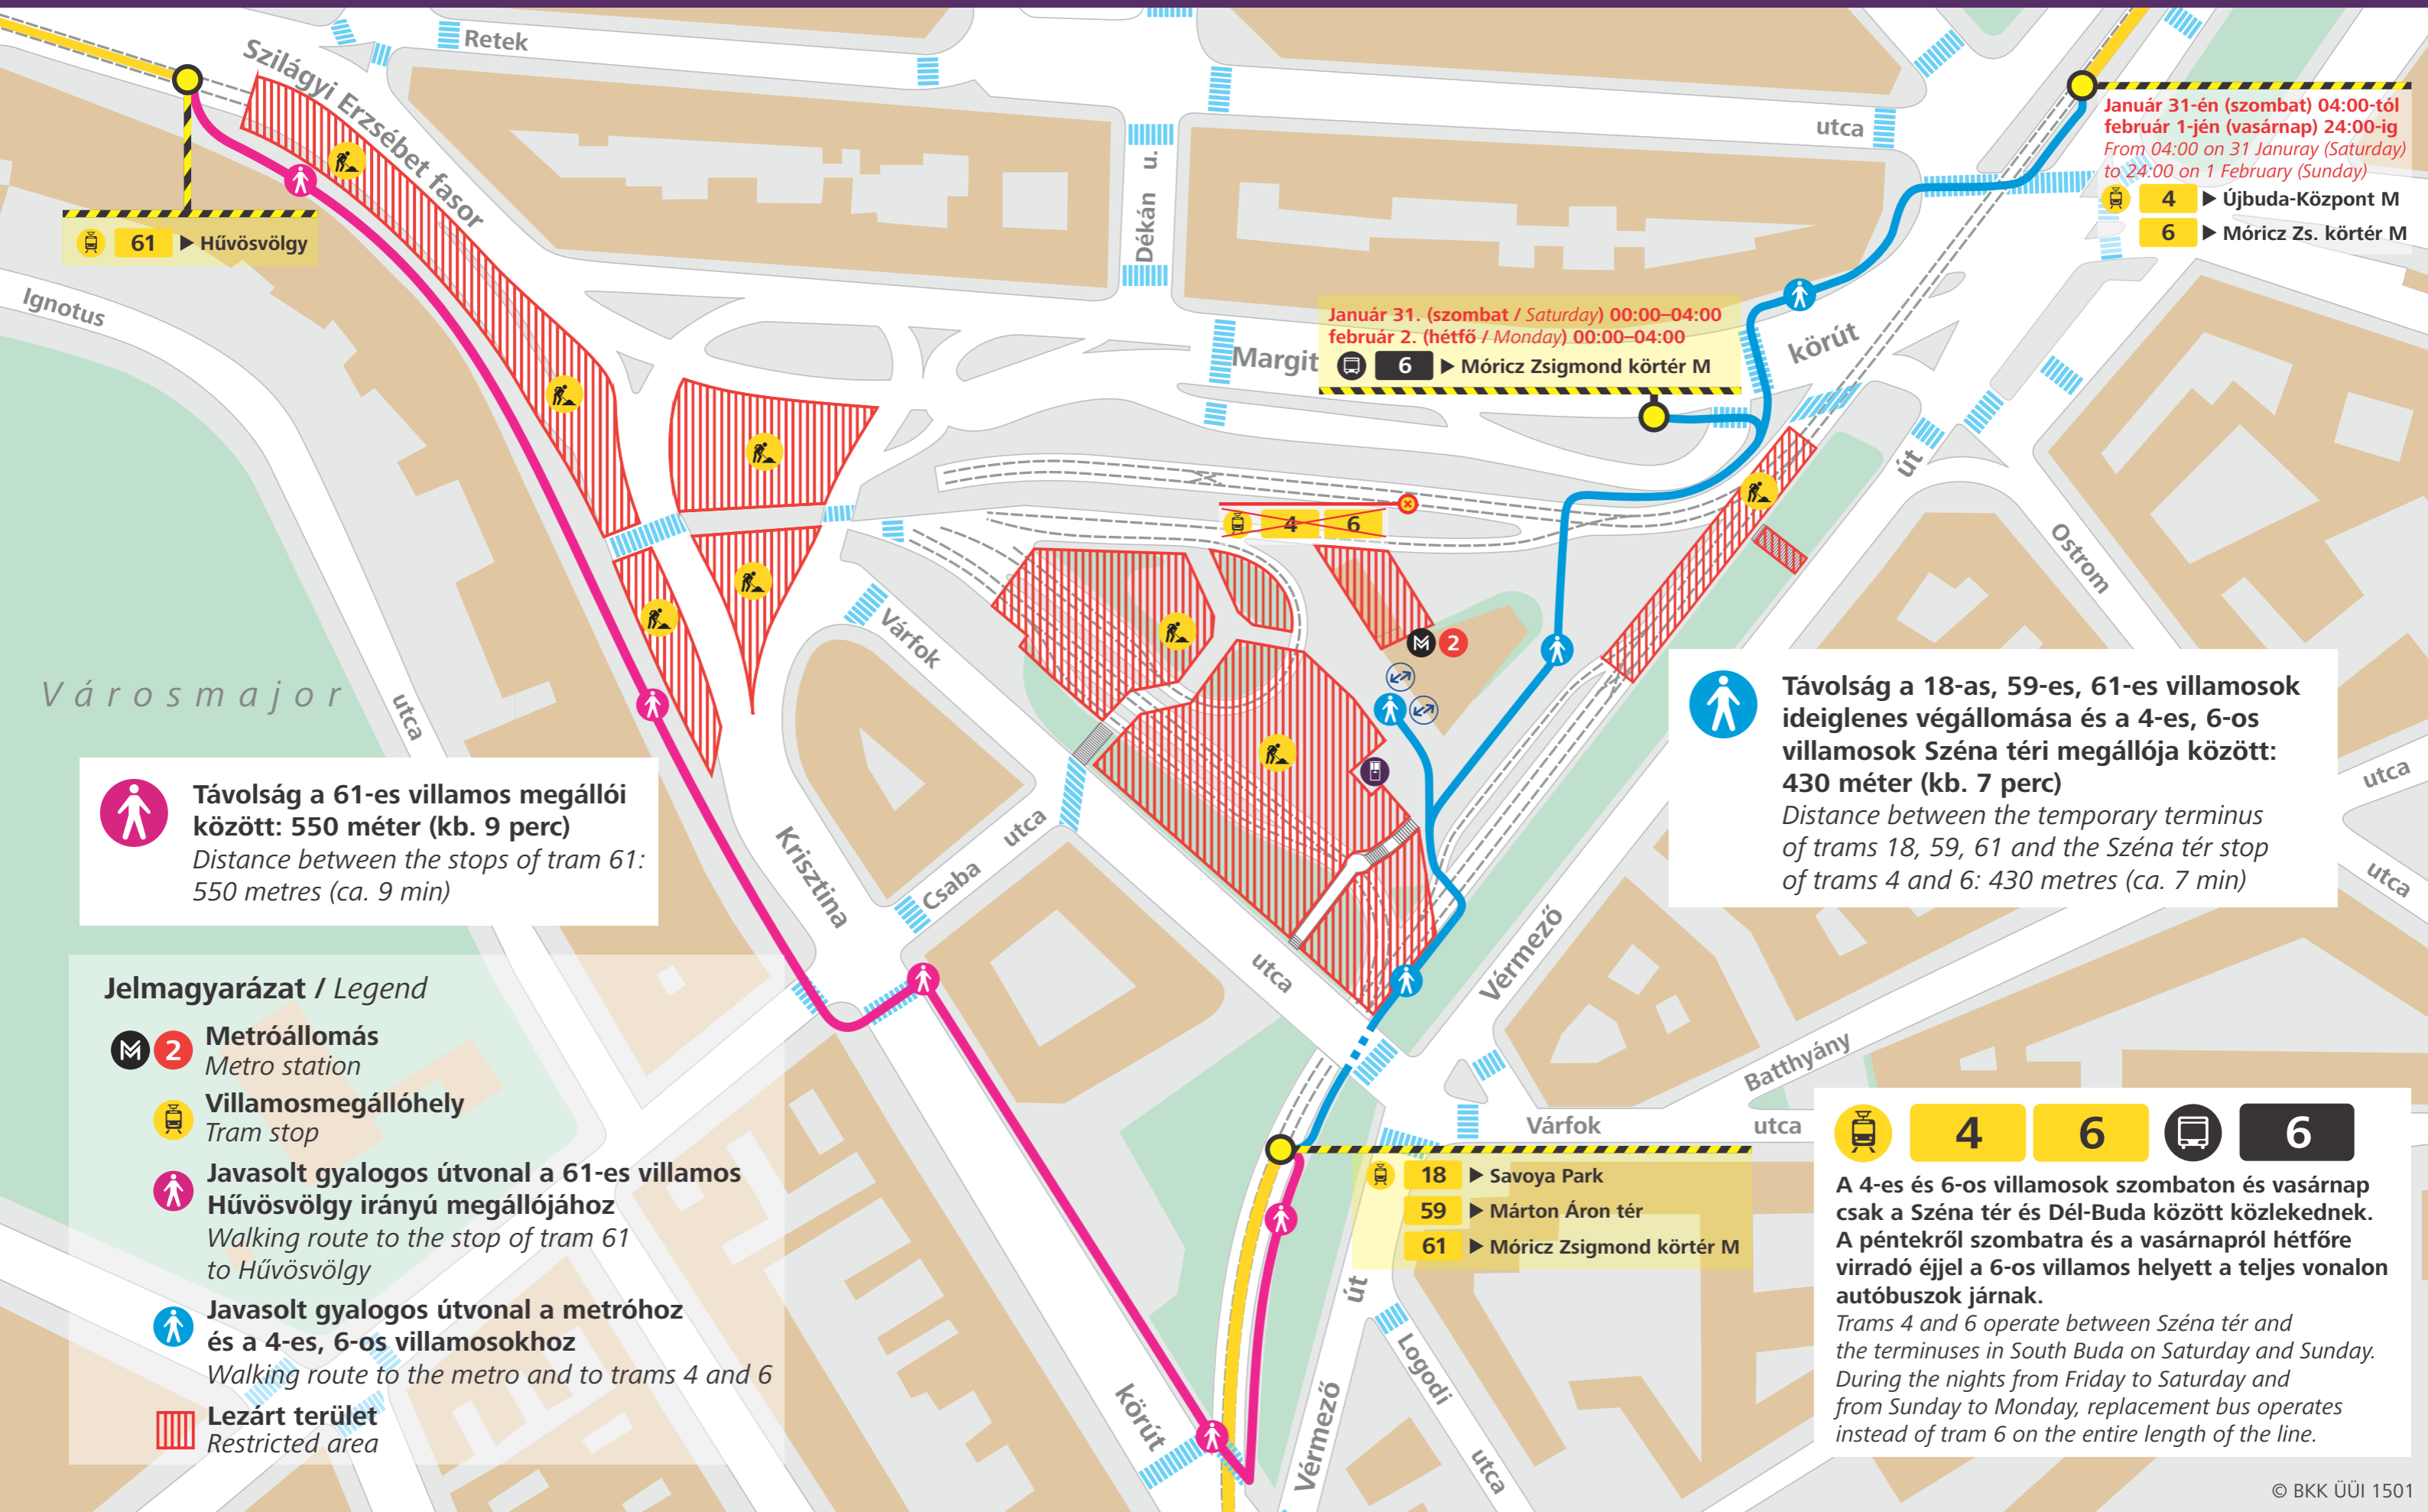 Retek
utca
Szilágyi Erzsébet fasor
Január 31-én (szombat) 04:00-tól
február 1-jén (vasárnap) 24:00-ig
From 04:00 on 31 Januray (Saturday)
to 24:00 on 1 February (Sunday)
4 Újbuda-Központ M
6 Móricz Zs. körtér M
61 Hűvösvölgy
Dékán u.
Ignotus
utca
Január 31. (szombat / Saturday) 00:00–04:00
február 2. (hétfő / Monday) 00:00–04:00
6 Móricz Zsigmond körtér M
Margit
körút
út
Ostrom
utca
4 6
M 2
Várfok
utca
Városmajor
Távolság a 18-as, 59-es, 61-es villamosok
ideiglenes végállomása és a 4-es, 6-os
villamosok Széna téri megállója között:
430 méter (kb. 7 perc)
Distance between the temporary terminus
of trams 18, 59, 61 and the Széna tér stop
of trams 4 and 6: 430 metres (ca. 7 min)
Távolság a 61-es villamos megállói
között: 550 méter (kb. 9 perc)
Distance between the stops of tram 61:
550 metres (ca. 9 min)
Krisztina
Csaba utca
Vérmező
utca
Batthyány
Várfok utca
Jelmagyarázat / Legend
M 2 Metróállomás
Metro station
Villamosmegállóhely
Tram stop
Javasolt gyalogos útvonal a 61-es villamos
Hűvösvölgy irányú megállójához
Walking route to the stop of tram 61
to Hűvösvölgy
Javasolt gyalogos útvonal a metróhoz
és a 4-es, 6-os villamosokhoz
Walking route to the metro and to trams 4 and 6
Lezárt terület
Restricted area
18 Savoya Park
59 Márton Áron tér
61 Móricz Zsigmond körtér M
körút
Vérmező
út
Logodi
utca
4 6 6
A 4-es és 6-os villamosok szombaton és vasárnap
csak a Széna tér és Dél-Buda között közlekednek.
A péntekről szombatra és a vasárnapról hétfőre
virradó éjjel a 6-os villamos helyett a teljes vonalon
autóbuszok járnak.
Trams 4 and 6 operate between Széna tér and
the terminuses in South Buda on Saturday and Sunday.
During the nights from Friday to Saturday and
from Sunday to Monday, replacement bus operates
instead of tram 6 on the entire length of the line.
© BKK ÜÜI 1501